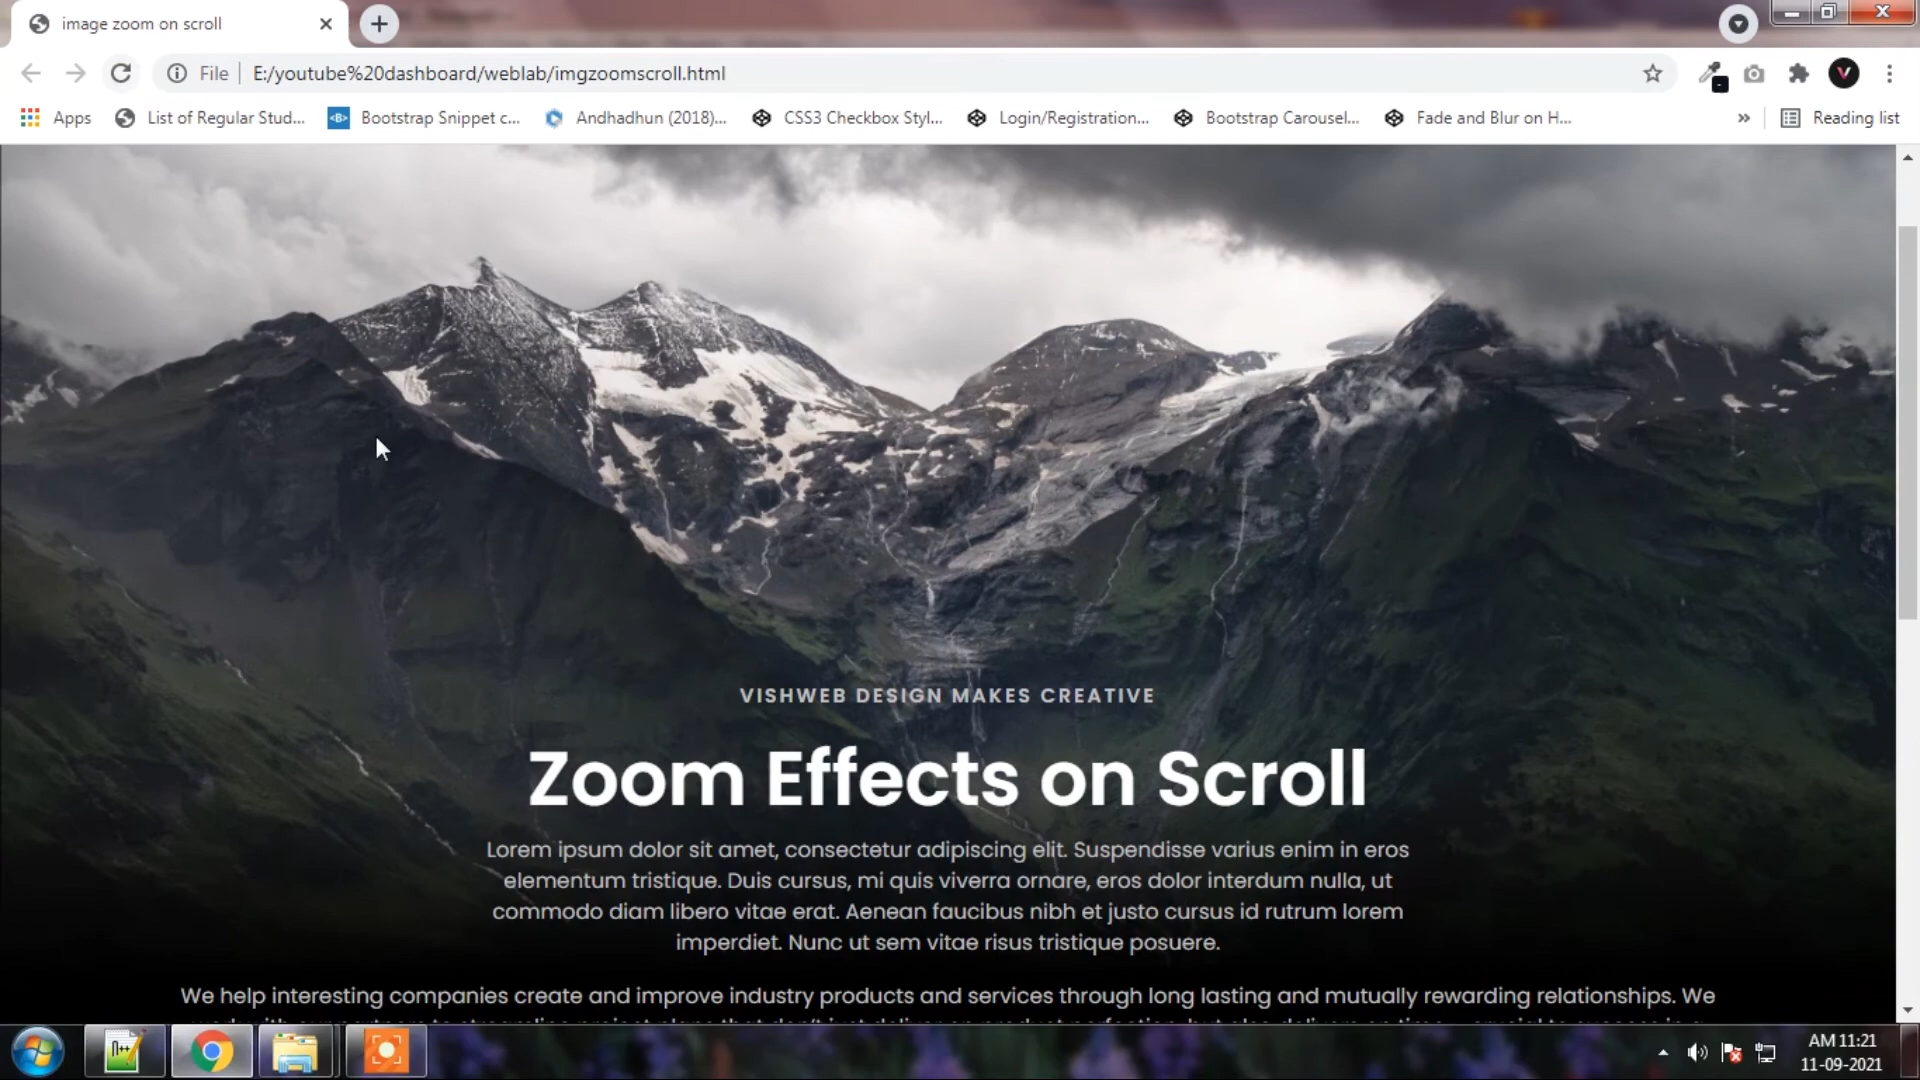 image zoom on scroll
File
E:/youtube%20dashboard/weblab/imgzoomscroll.html
Apps
List of Regular Stud...
Bootstrap Snippet c...
Andhadhun (2018)...
CSS3 Checkbox Styl...
Login/Registration...
Bootstrap Carousel...
Fade and Blur on H...
»
Reading list
VISHWEB DESIGN MAKES CREATIVE
Zoom Effects on Scroll
Lorem ipsum dolor sit amet, consectetur adipiscing elit. Suspendisse varius enim in eros
elementum tristique. Duis cursus, mi quis viverra ornare, eros dolor interdum nulla, ut
commodo diam libero vitae erat. Aenean faucibus nibh et justo cursus id rutrum lorem
imperdiet. Nunc ut sem vitae risus tristique posuere.
We help interesting companies create and improve industry products and services through long lasting and mutually rewarding relationships. We
AM 11:21
11-09-2021